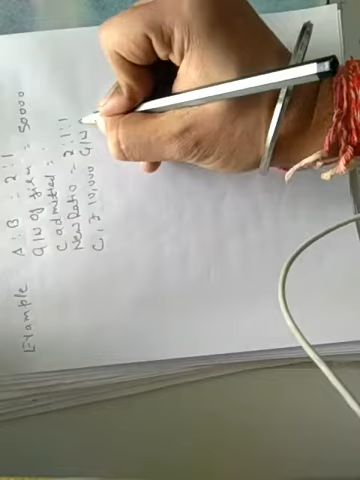 Example A : B : 2 : 1
G/W of firm = 50000
C admitted :
New Ratio - 2:1:1
C, ₹ 10,000 G/W